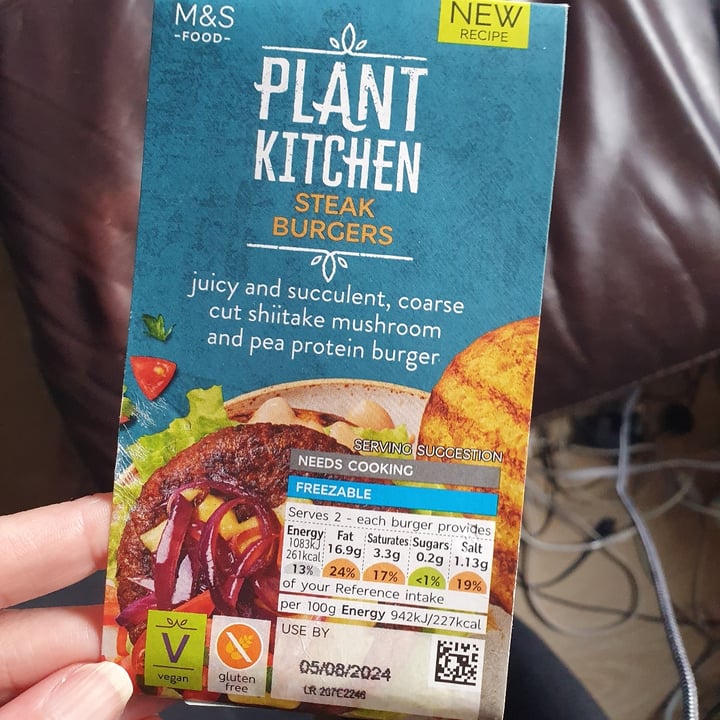 M&S
-FOOD-
NEW
RECIPE
PLANT
KITCHEN
STEAK
BURGERS
juicy and succulent, coarse
cut shiitake mushroom
and pea protein burger
SERVING SUGGESTION
NEEDS COOKING
FREEZABLE
Serves 2 - each burger provides
Energy Fat Saturates Sugars Salt
1083kJ 16.9g 3.3g 0.2g 1.13g
261kcal
13% 24% 17% <1% 19%
of your Reference intake
per 100g Energy 942kJ/227kcal
USE BY
05/08/2024
LR 207E2246
V
vegan
gluten
free